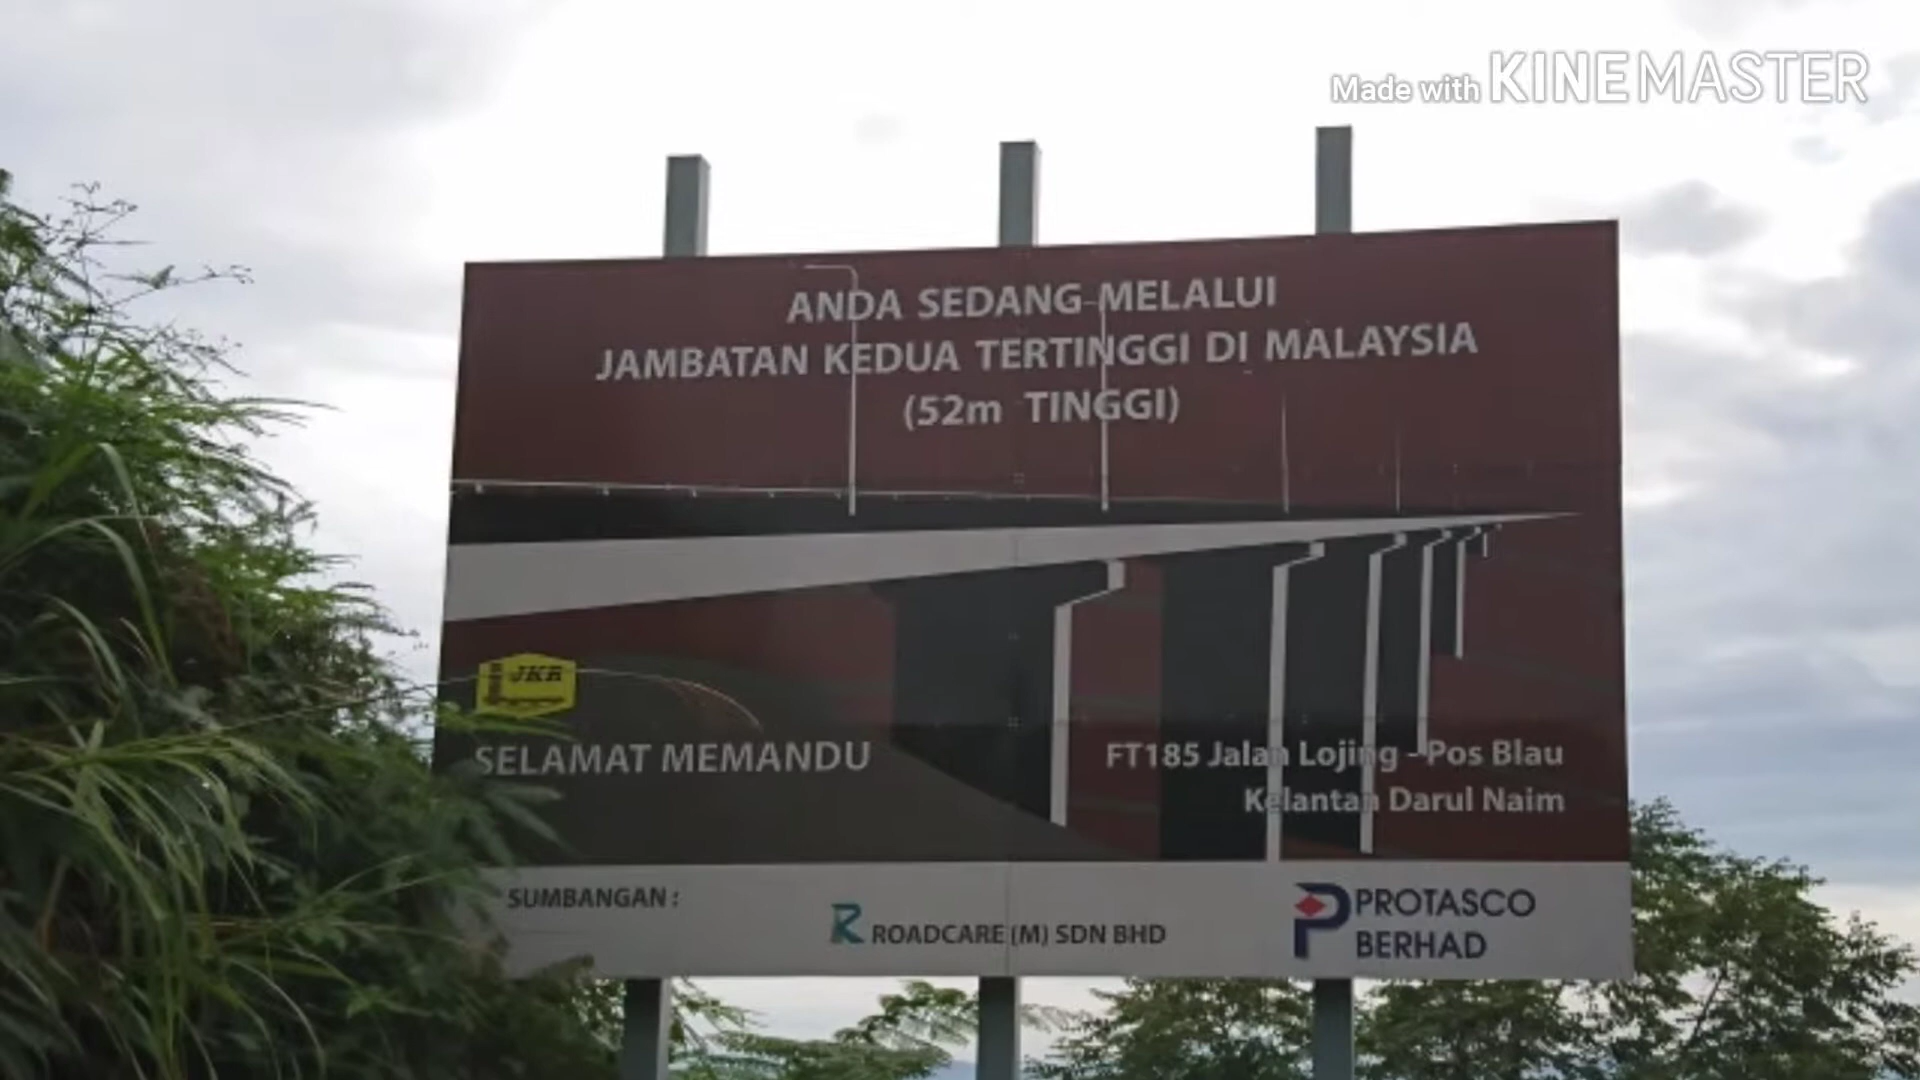 Made with KINEMASTER
ANDA SEDANG MELALUI
JAMBATAN KEDUA TERTINGGI DI MALAYSIA
(52m TINGGI)
JKR
SELAMAT MEMANDU
FT185 Jalan Lojing - Pos Blau
Kelantan Darul Naim
SUMBANGAN :
ROADCARE (M) SDN BHD
PROTASCO
BERHAD